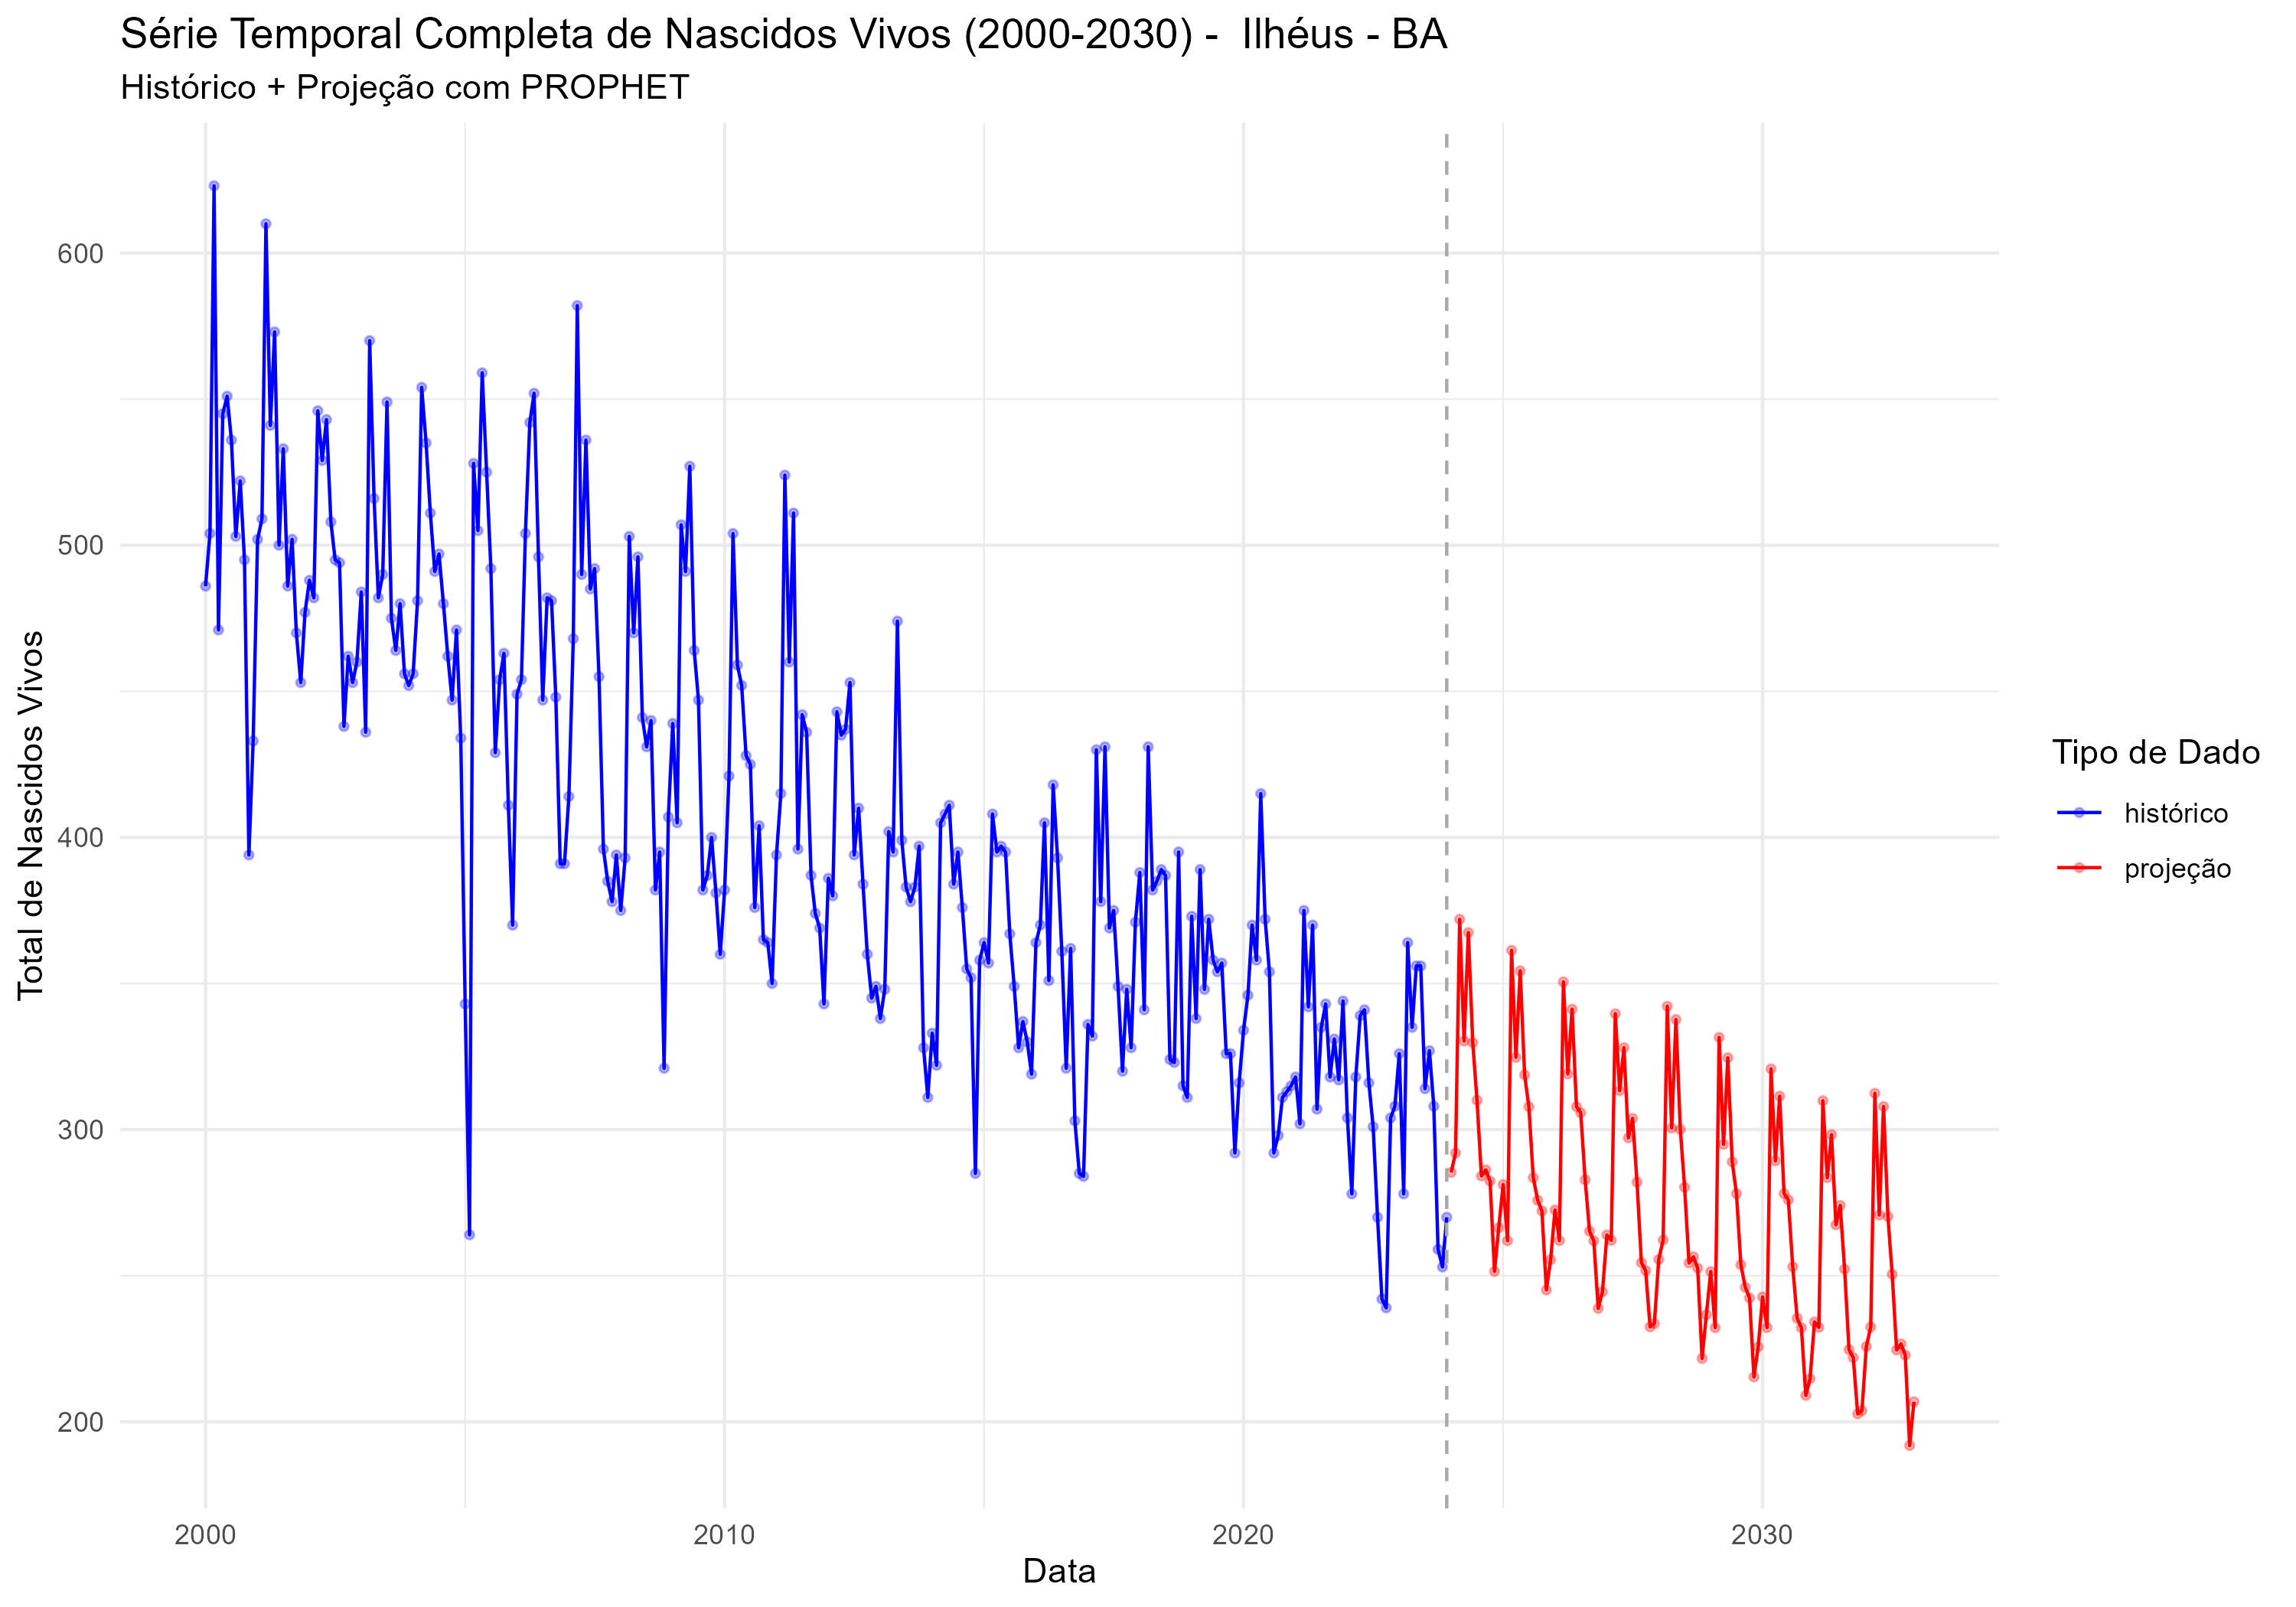 Série Temporal Completa de Nascidos Vivos (2000-2030) -  Ilhéus - BA
Histórico + Projeção com PROPHET
Total de Nascidos Vivos
600
500
400
300
200
2000
2010
2020
2030
Data
Tipo de Dado
histórico
projeção